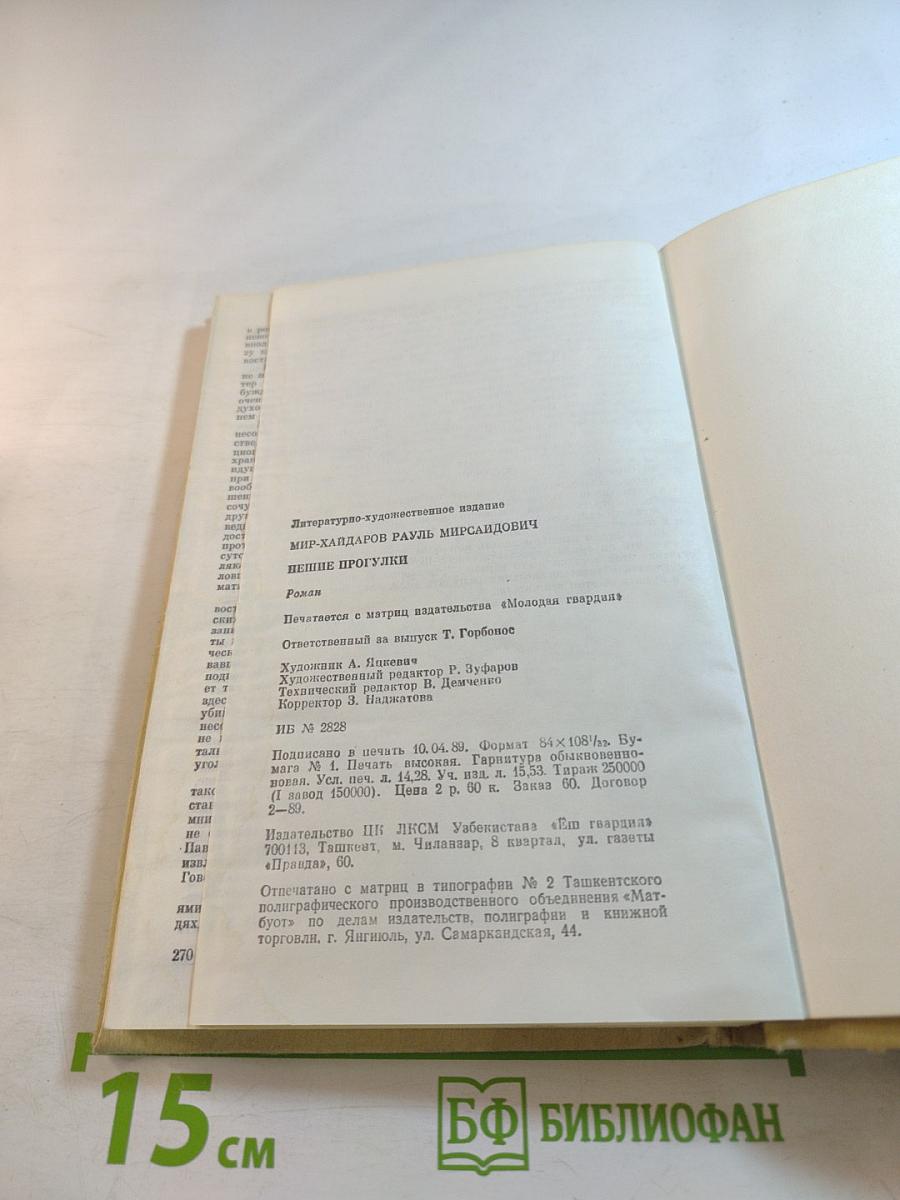 Литературно-художественное издание
МИР-ХАЙДАРОВ РАУЛЬ МИРСАИДОВИЧ
ПЕШИЕ ПРОГУЛКИ
Роман
Печатается с матриц издательства «Молодая гвардия»
Ответственный за выпуск Т. Горбонос
Художник А. Яцкевич
Художественный редактор Р. Зуфаров
Технический редактор В. Демченко
Корректор З. Наджатова
ИБ № 2828
Подписано в печать 10.04.89. Формат 84×108¹/₃₂. Бу-
мага № 1. Печать высокая. Гарнитура обыкновенно-
новая. Усл. печ. л. 14,28. Уч. изд. л. 15,53. Тираж 250000
(I завод 150000). Цена 2 р. 60 к. Заказ 60. Договор
2—89.
Издательство ЦК ЛКСМ Узбекистана «Ёш гвардия»
700113, Ташкент, м. Чиланзар, 8 квартал, ул. газеты
«Правда», 60.
Отпечатано с матриц в типографии № 2 Ташкентского
полиграфического производственного объединения «Мат-
буот» по делам издательств, полиграфии и книжной
торговли, г. Янгиюль, ул. Самаркандская, 44.
270
15 см
БФ БИБЛИОФАН